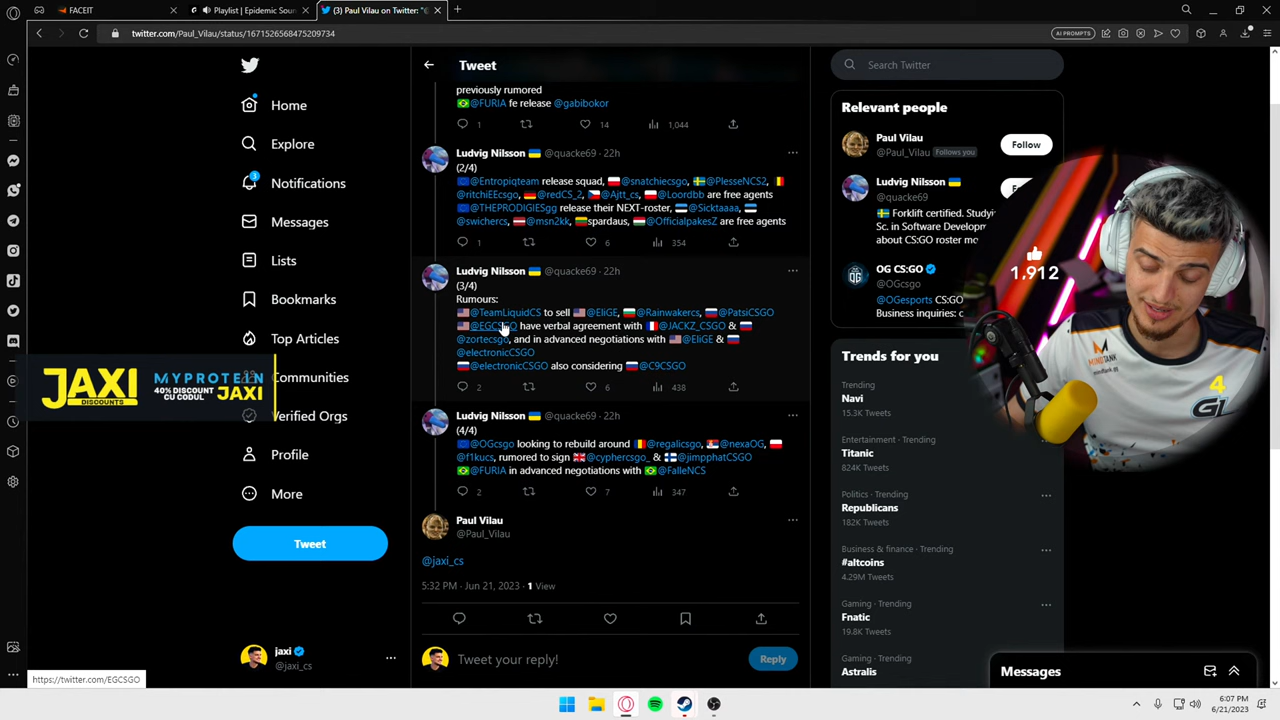 FACEIT
Playlist | Epidemic Soun
(3) Paul Vilau on Twitter: "@
twitter.com/Paul_Vilau/status/1671526568475209734
AI PROMPTS
Home
Explore
3
Notifications
Messages
Lists
Bookmarks
Top Articles
Communities
Verified Orgs
Profile
More
Tweet
jaxi
@jaxi_cs
https://twitter.com/EGCSGO
JAXI
DISCOUNTS
MYPROTEIN
40% DISCOUNT
CU CODUL
JAXI
Tweet
previously rumored
@FURIA fe release @gabibokor
1 14 1,044
Ludvig Nilsson @quacke69 · 22h
(2/4)
@Entropiqteam release squad, @snatchiecsgo, @PlesseNCS2,
@ritchiEEcsgo, @redCS_2, @Ajtt_cs, @Loordbb are free agents
@THEPRODIGIESgg release their NEXT-roster, @Sicktaaaa,
@swichercs, @msn2kk, spardaus, @OfficialpakesZ are free agents
1 6 354
Ludvig Nilsson @quacke69 · 22h
(3/4)
Rumours:
@TeamLiquidCS to sell @EliGE, @Rainwakercs, @PatsiCSGO
@EGCSGO have verbal agreement with @JACKZ_CSGO &
@zortecsgo, and in advanced negotiations with @EliGE &
@electronicCSGO
@electronicCSGO also considering @C9CSGO
2 6 438
Ludvig Nilsson @quacke69 · 22h
(4/4)
@OGcsgo looking to rebuild around @regalicsgo, @nexaOG,
@f1kucs, rumored to sign @cyphercsgo_ & @jimpphatCSGO
@FURIA in advanced negotiations with @FalleNCS
2 7 347
Paul Vilau
@Paul_Vilau
@jaxi_cs
5:32 PM · Jun 21, 2023 · 1 View
Tweet your reply!
Reply
Search Twitter
Relevant people
Paul Vilau
@Paul_Vilau Follows you
Follow
Ludvig Nilsson
@quacke69
Forklift certified. Studyi
Sc. in Software Developm
about CS:GO roster mo
OG CS:GO
@OGcsgo
@OGesports CS:GO
Business inquiries:
1,912
4
G1
Trends for you
Trending
Navi
15.3K Tweets
Entertainment · Trending
Titanic
824K Tweets
Politics · Trending
Republicans
182K Tweets
Business & finance · Trending
#altcoins
4.29M Tweets
Gaming · Trending
Fnatic
19.8K Tweets
Gaming · Trending
Astralis
Messages
6:07 PM
6/21/2023